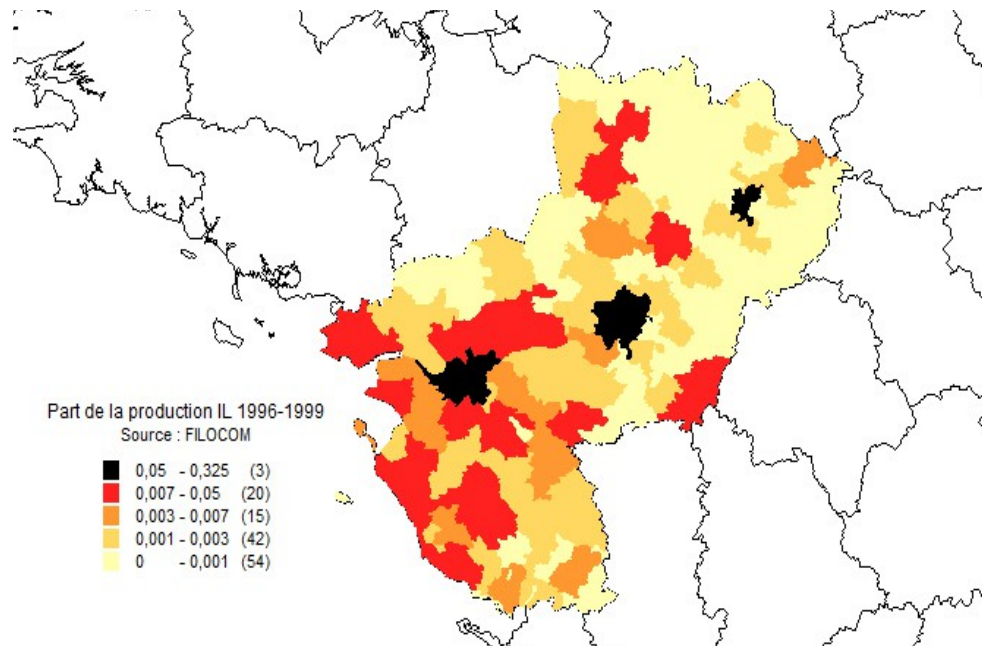 Part de la production IL 1996-1999
Source : FILOCOM
0,05 - 0,325 (3)
0,007 - 0,05 (20)
0,003 - 0,007 (15)
0,001 - 0,003 (42)
0 - 0,001 (54)